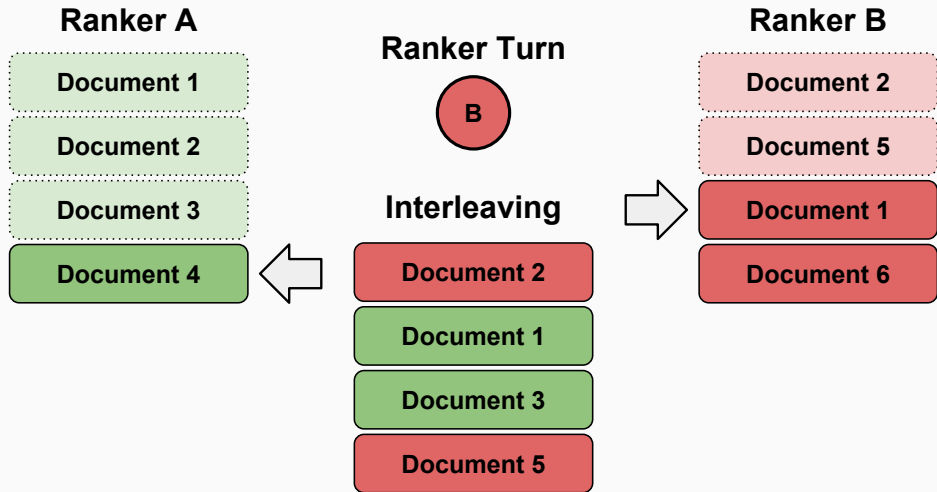 Ranker A
Document 1
Document 2
Document 3
Document 4
Ranker Turn
B
Interleaving
Document 2
Document 1
Document 3
Document 5
Ranker B
Document 2
Document 5
Document 1
Document 6